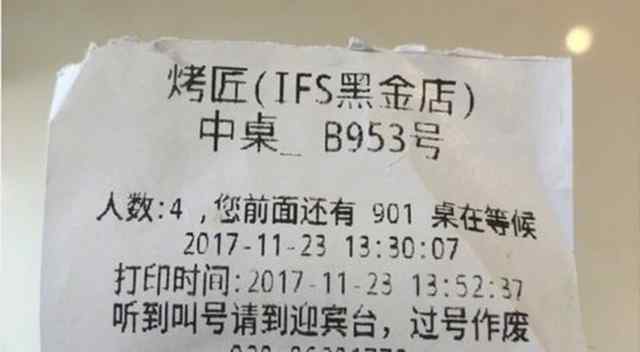 烤匠(IFS黑金店)
中桌_ B953号
人数:4 ,您前面还有 901 桌在等候
2017-11-23 13:30:07
打印时间:2017-11-23 13:52:37
听到叫号请到迎宾台，过号作废